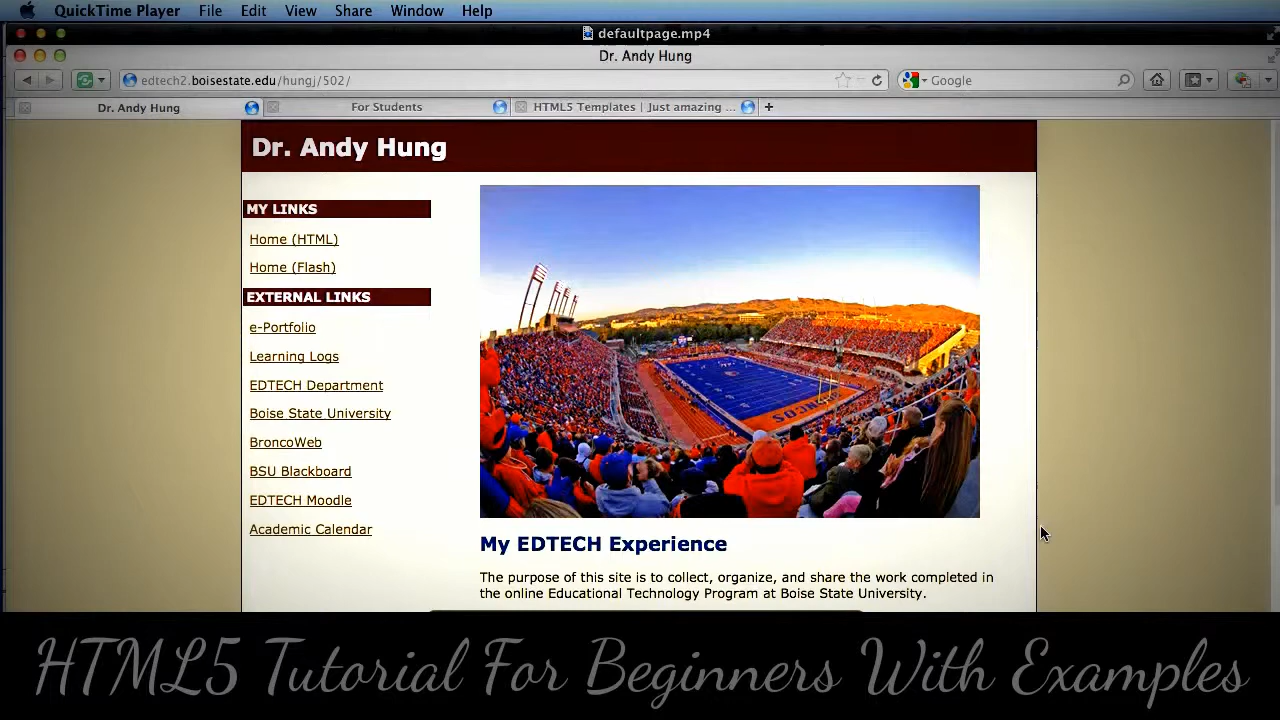 QuickTime Player File Edit View Share Window Help
defaultpage.mp4
Dr. Andy Hung
edtech2.boisestate.edu/hungj/502/
Google
Dr. Andy Hung
For Students
HTML5 Templates | Just amazing ...
Dr. Andy Hung
MY LINKS
Home (HTML)
Home (Flash)
EXTERNAL LINKS
e-Portfolio
Learning Logs
EDTECH Department
Boise State University
BroncoWeb
BSU Blackboard
EDTECH Moodle
Academic Calendar
My EDTECH Experience
The purpose of this site is to collect, organize, and share the work completed in
the online Educational Technology Program at Boise State University.
HTML5 Tutorial For Beginners With Examples